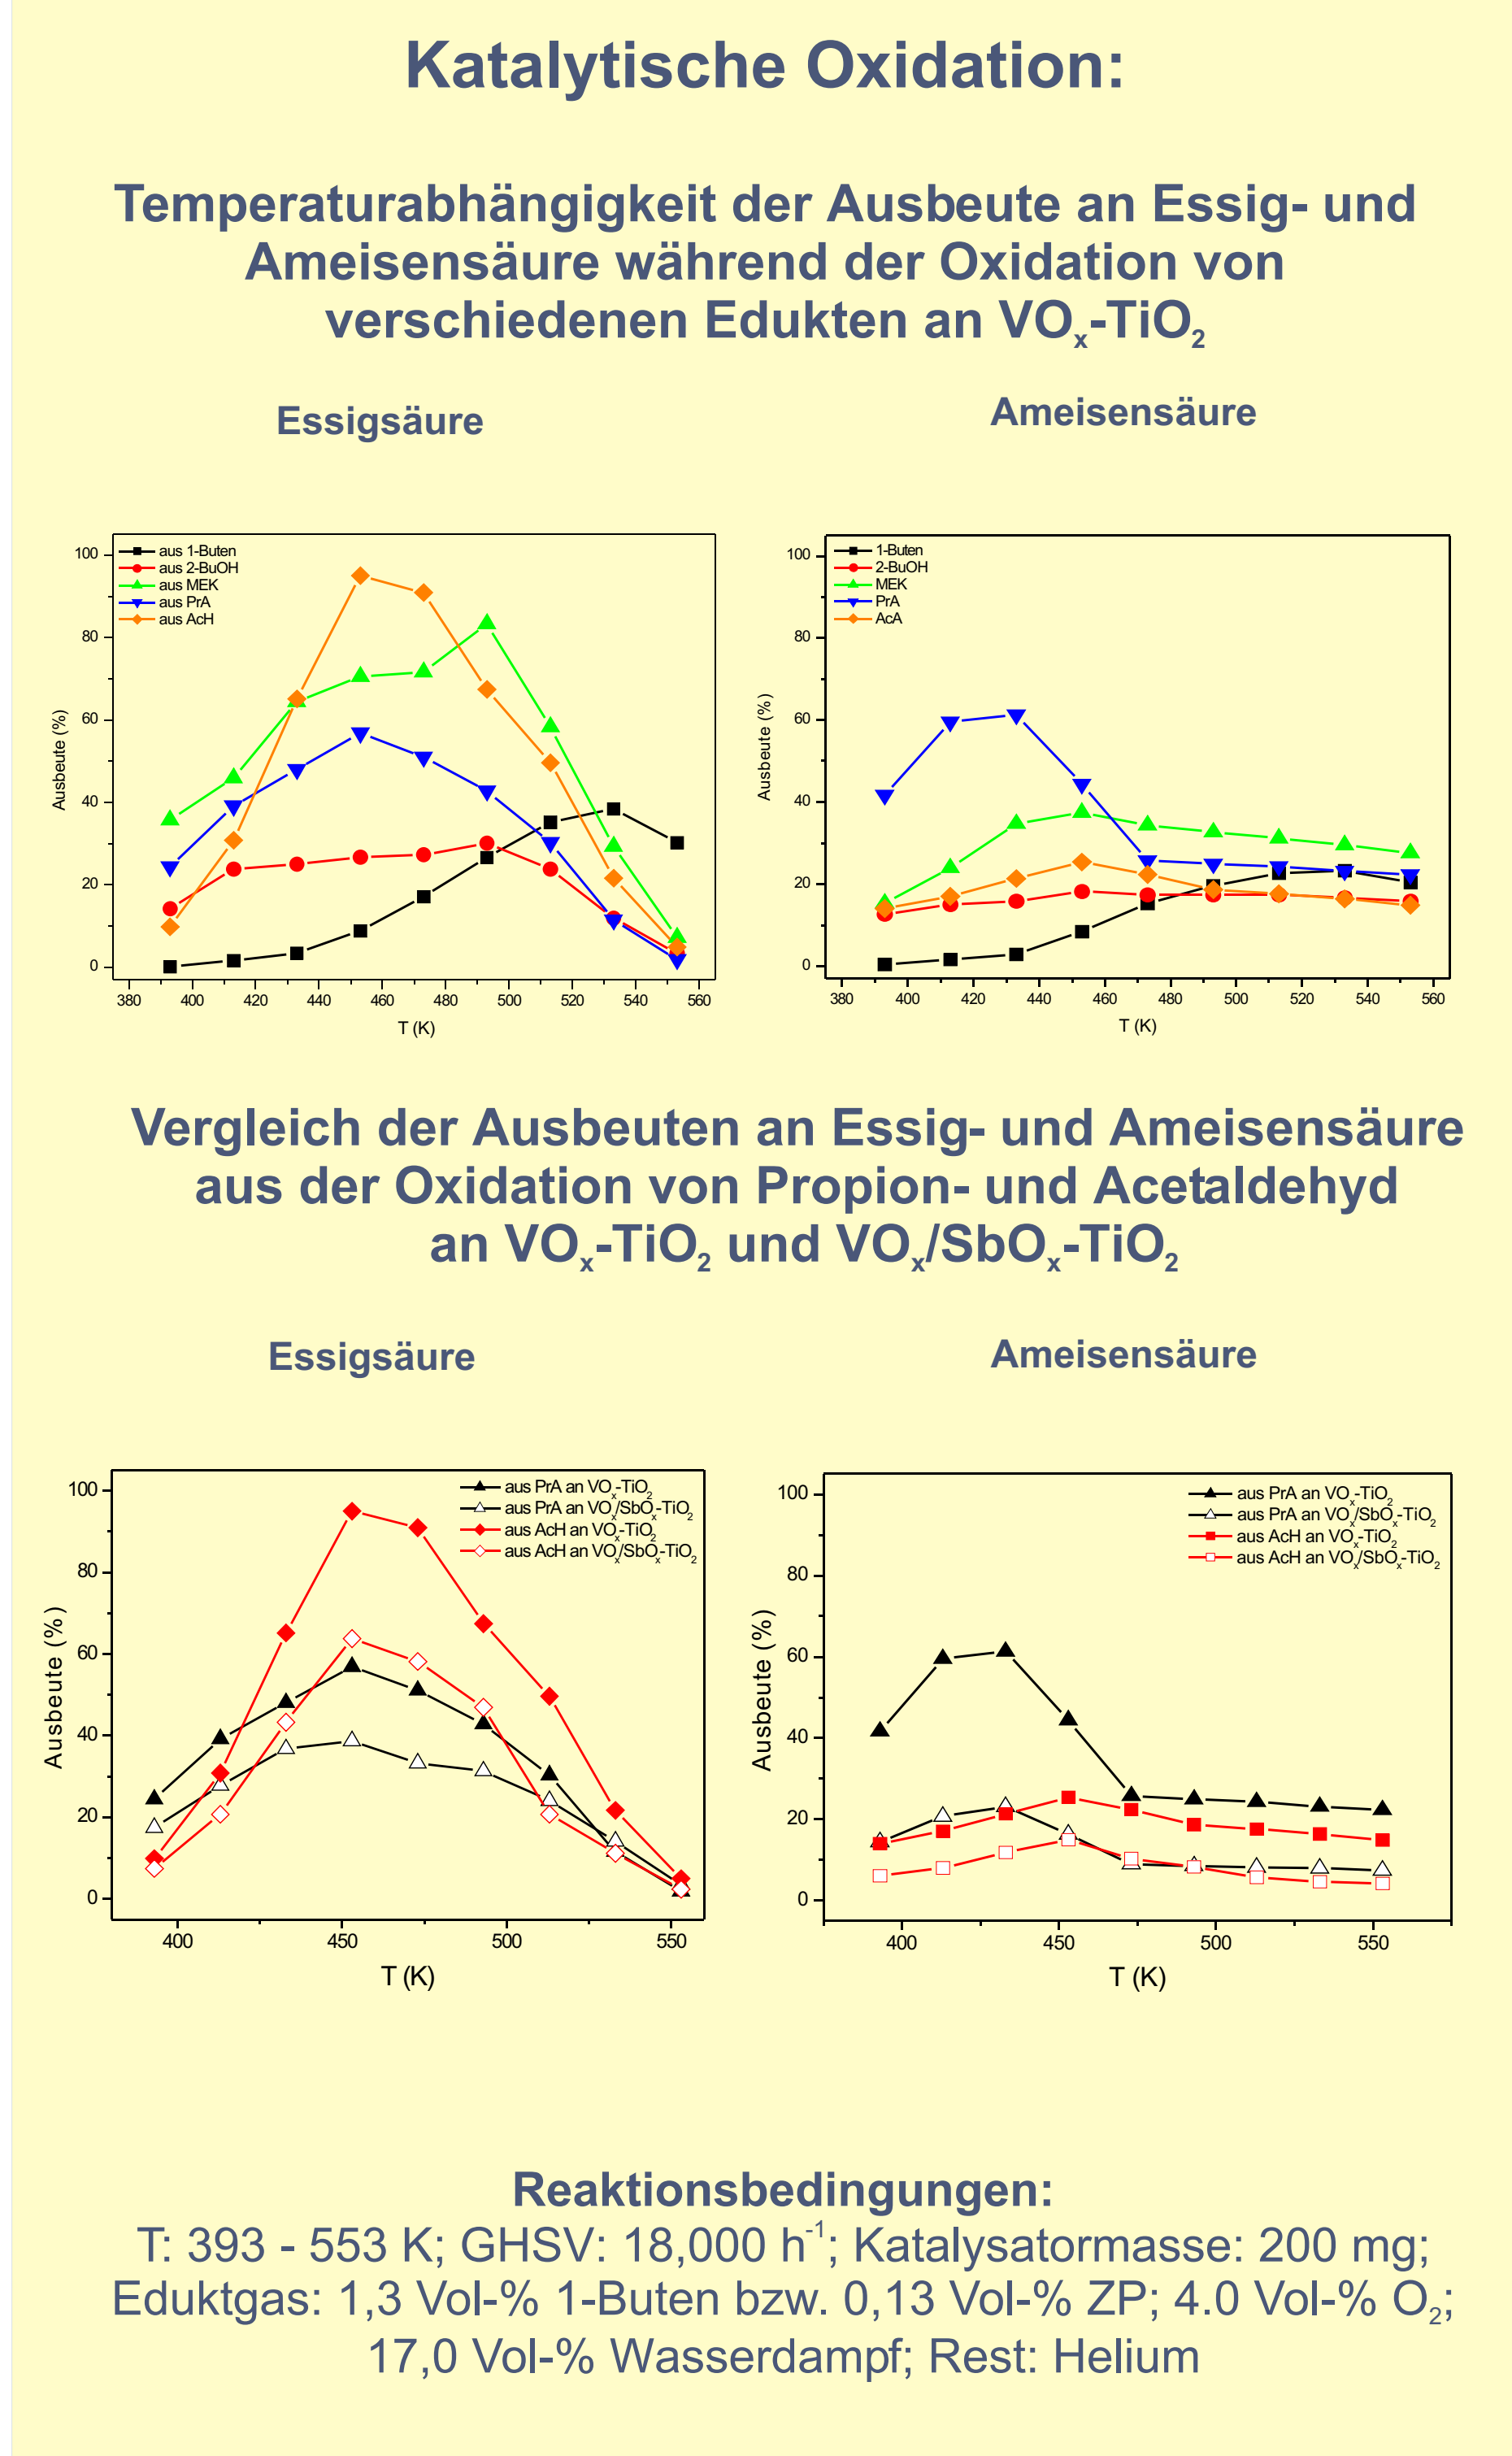 Katalytische Oxidation:
Temperaturabhängigkeit der Ausbeute an Essig- und
Ameisensäure während der Oxidation von
verschiedenen Edukten an VOₓ-TiO₂
Essigsäure
Ameisensäure
100
80
60
40
20
0
Ausbeute (%)
aus 1-Buten
aus 2-BuOH
aus MEK
aus PrA
aus AcH
380 400 420 440 460 480 500 520 540 560
T (K)
100
80
60
40
20
0
Ausbeute (%)
1-Buten
2-BuOH
MEK
PrA
AcA
380 400 420 440 460 480 500 520 540 560
T (K)
Vergleich der Ausbeuten an Essig- und Ameisensäure
aus der Oxidation von Propion- und Acetaldehyd
an VOₓ-TiO₂ und VOₓ/SbOₓ-TiO₂
Essigsäure
Ameisensäure
100
80
60
40
20
0
Ausbeute (%)
aus PrA an VOₓ-TiO₂
aus PrA an VOₓ/SbOₓ-TiO₂
aus AcH an VOₓ-TiO₂
aus AcH an VOₓ/SbOₓ-TiO₂
400 450 500 550
T (K)
100
80
60
40
20
0
Ausbeute (%)
aus PrA an VOₓ-TiO₂
aus PrA an VOₓ/SbOₓ-TiO₂
aus AcH an VOₓ-TiO₂
aus AcH an VOₓ/SbOₓ-TiO₂
400 450 500 550
T (K)
Reaktionsbedingungen:
T: 393 - 553 K; GHSV: 18,000 h⁻¹; Katalysatormasse: 200 mg;
Eduktgas: 1,3 Vol-% 1-Buten bzw. 0,13 Vol-% ZP; 4.0 Vol-% O₂;
17,0 Vol-% Wasserdampf; Rest: Helium